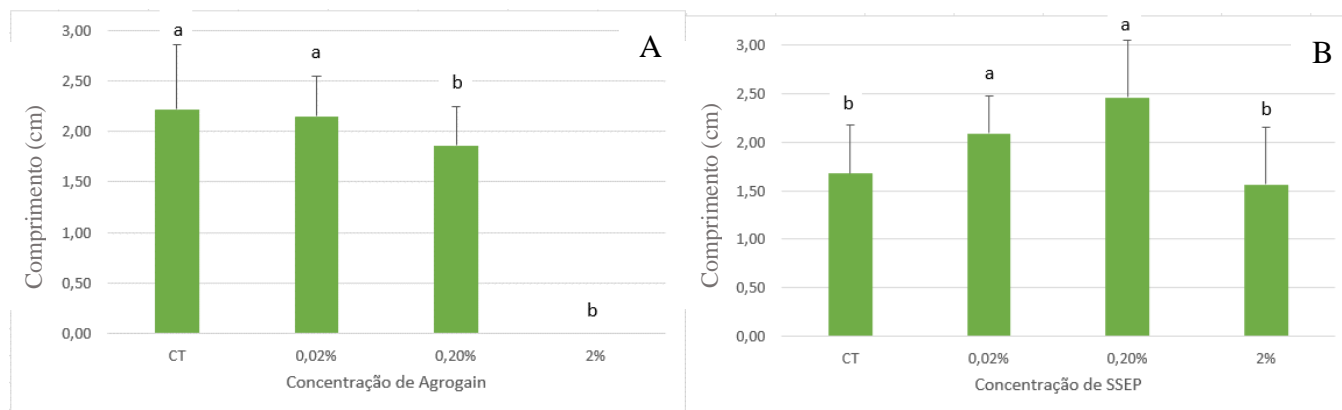 A
Comprimento (cm)
3,00
2,50
2,00
1,50
1,00
0,50
0,00
a
a
b
b
CT
0,02%
0,20%
2%
Concentração de Agrogain
B
Comprimento (cm)
3,00
2,50
2,00
1,50
1,00
0,50
0,00
b
a
a
b
CT
0,02%
0,20%
2%
Concentração de SSEP